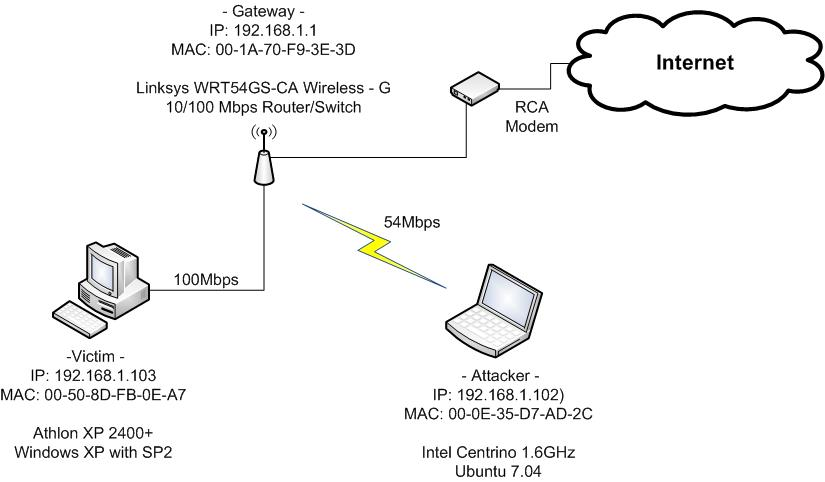 - Gateway -
IP: 192.168.1.1
MAC: 00-1A-70-F9-3E-3D
Linksys WRT54GS-CA Wireless - G
10/100 Mbps Router/Switch
Internet
RCA
Modem
54Mbps
100Mbps
-Victim -
IP: 192.168.1.103
MAC: 00-50-8D-FB-0E-A7
Athlon XP 2400+
Windows XP with SP2
- Attacker -
IP: 192.168.1.102)
MAC: 00-0E-35-D7-AD-2C
Intel Centrino 1.6GHz
Ubuntu 7.04